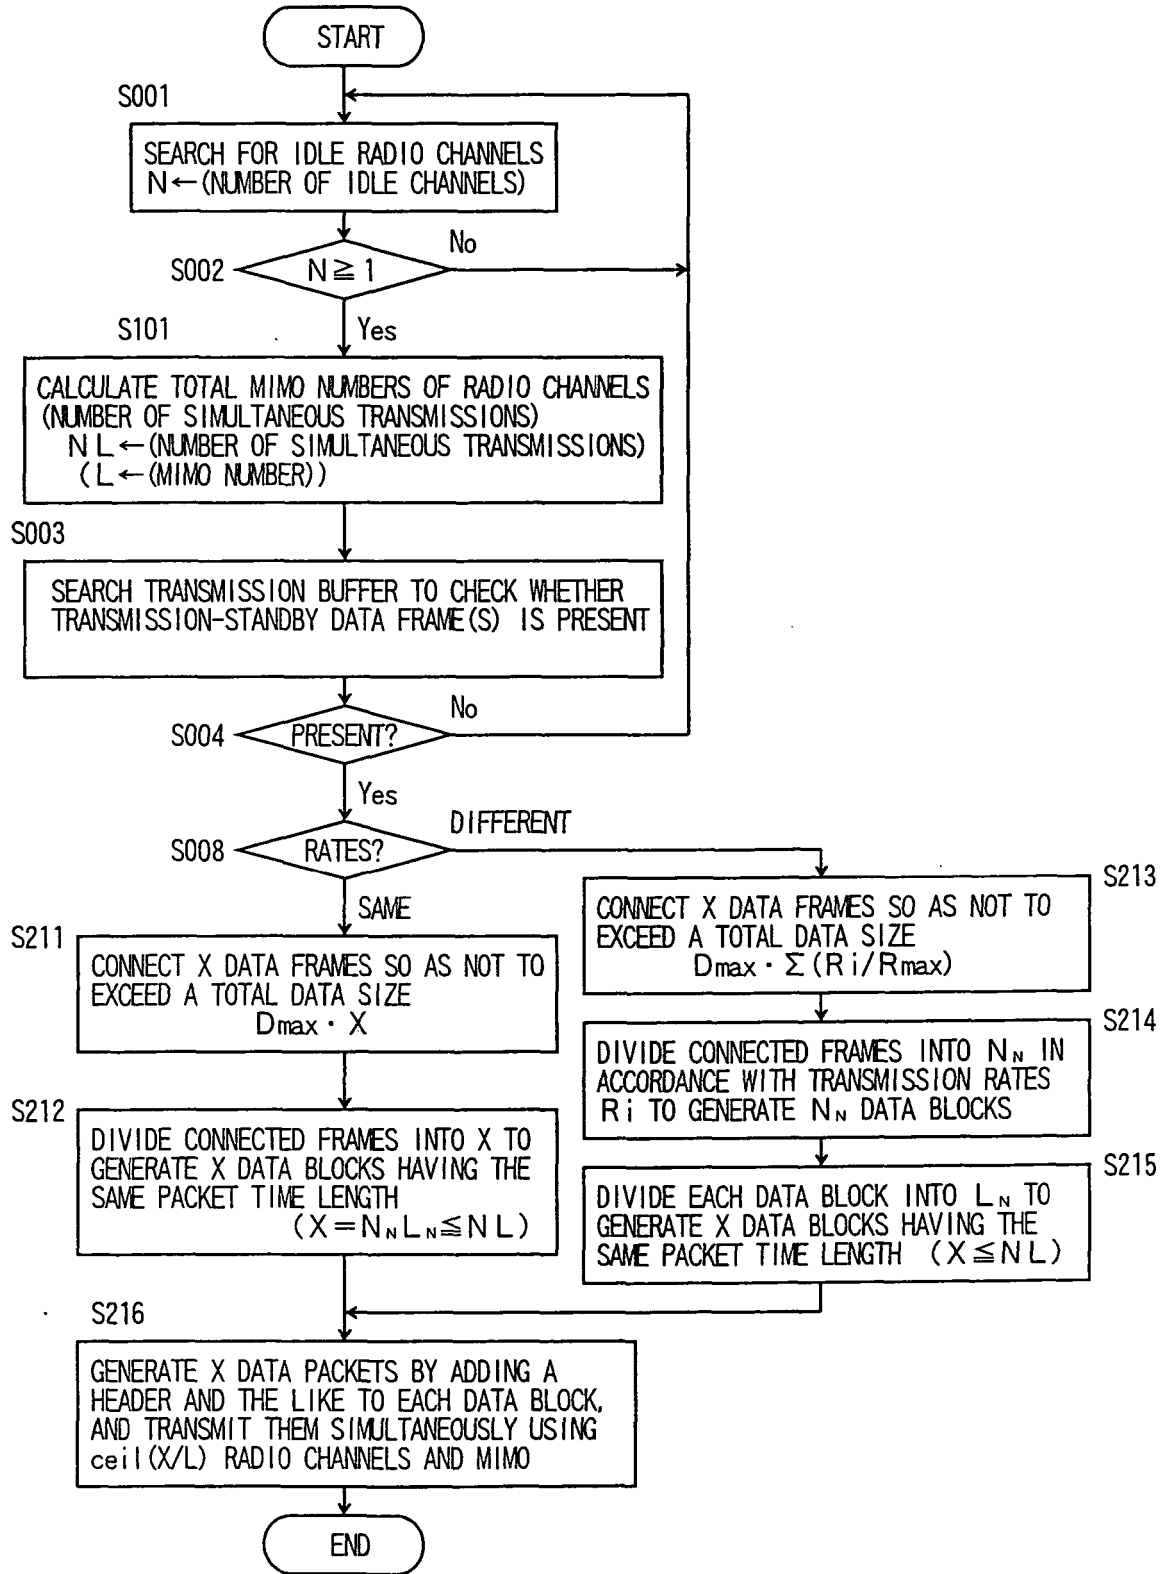 START
S001
SEARCH FOR IDLE RADIO CHANNELS
N←(NUMBER OF IDLE CHANNELS)
No
S002
N≧1
S101
Yes
CALCULATE TOTAL MIMO NUMBERS OF RADIO CHANNELS
(NUMBER OF SIMULTANEOUS TRANSMISSIONS)
NL←(NUMBER OF SIMULTANEOUS TRANSMISSIONS)
(L←(MIMO NUMBER))
S003
SEARCH TRANSMISSION BUFFER TO CHECK WHETHER
TRANSMISSION-STANDBY DATA FRAME(S) IS PRESENT
No
S004
PRESENT?
Yes
DIFFERENT
S008
RATES?
SAME
S211
CONNECT X DATA FRAMES SO AS NOT TO
EXCEED A TOTAL DATA SIZE
Dmax・X
S212
DIVIDE CONNECTED FRAMES INTO X TO
GENERATE X DATA BLOCKS HAVING THE
SAME PACKET TIME LENGTH
(X=N_N L_N≦NL)
S213
CONNECT X DATA FRAMES SO AS NOT TO
EXCEED A TOTAL DATA SIZE
Dmax・Σ(Ri/Rmax)
S214
DIVIDE CONNECTED FRAMES INTO N_N IN
ACCORDANCE WITH TRANSMISSION RATES
Ri TO GENERATE N_N DATA BLOCKS
S215
DIVIDE EACH DATA BLOCK INTO L_N TO
GENERATE X DATA BLOCKS HAVING THE
SAME PACKET TIME LENGTH (X≦NL)
S216
GENERATE X DATA PACKETS BY ADDING A
HEADER AND THE LIKE TO EACH DATA BLOCK,
AND TRANSMIT THEM SIMULTANEOUSLY USING
ceil(X/L) RADIO CHANNELS AND MIMO
END